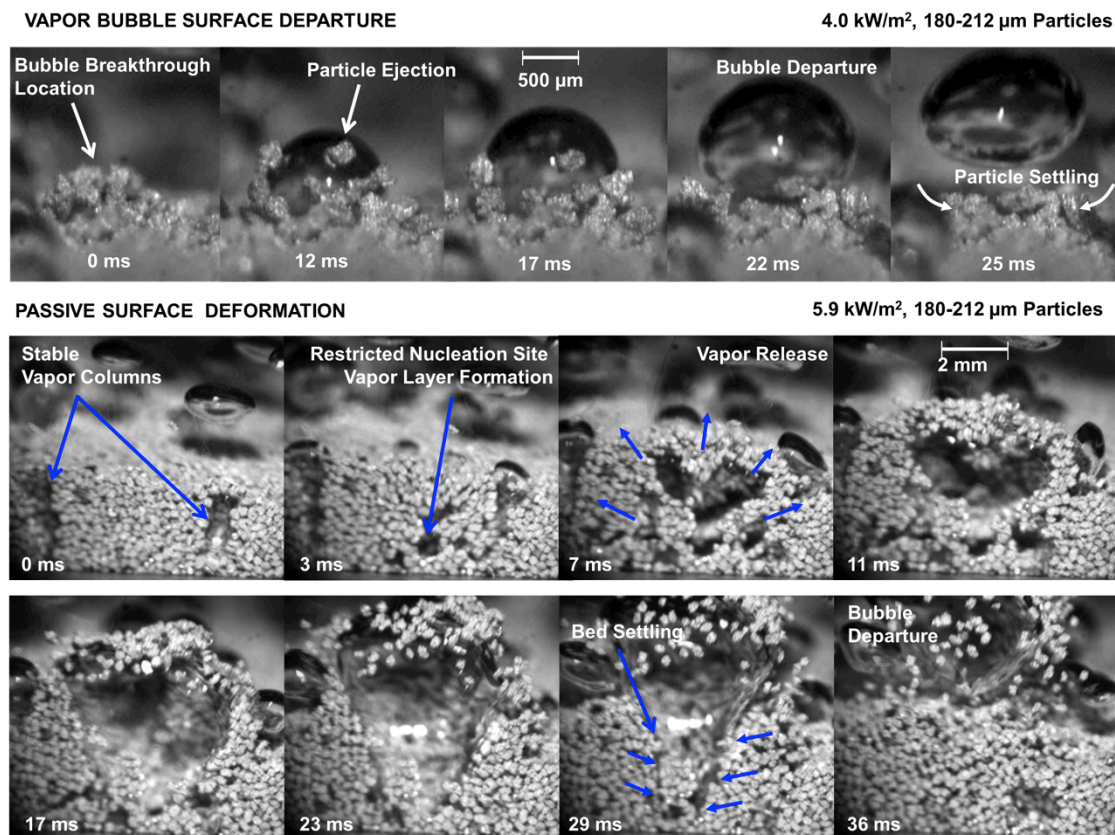 VAPOR BUBBLE SURFACE DEPARTURE
4.0 kW/m², 180-212 µm Particles
Bubble Breakthrough
Location
Particle Ejection
500 µm
Bubble Departure
Particle Settling
0 ms
12 ms
17 ms
22 ms
25 ms
PASSIVE SURFACE DEFORMATION
5.9 kW/m², 180-212 µm Particles
Stable
Vapor Columns
Restricted Nucleation Site
Vapor Layer Formation
Vapor Release
2 mm
0 ms
3 ms
7 ms
11 ms
Bed Settling
Bubble
Departure
17 ms
23 ms
29 ms
36 ms